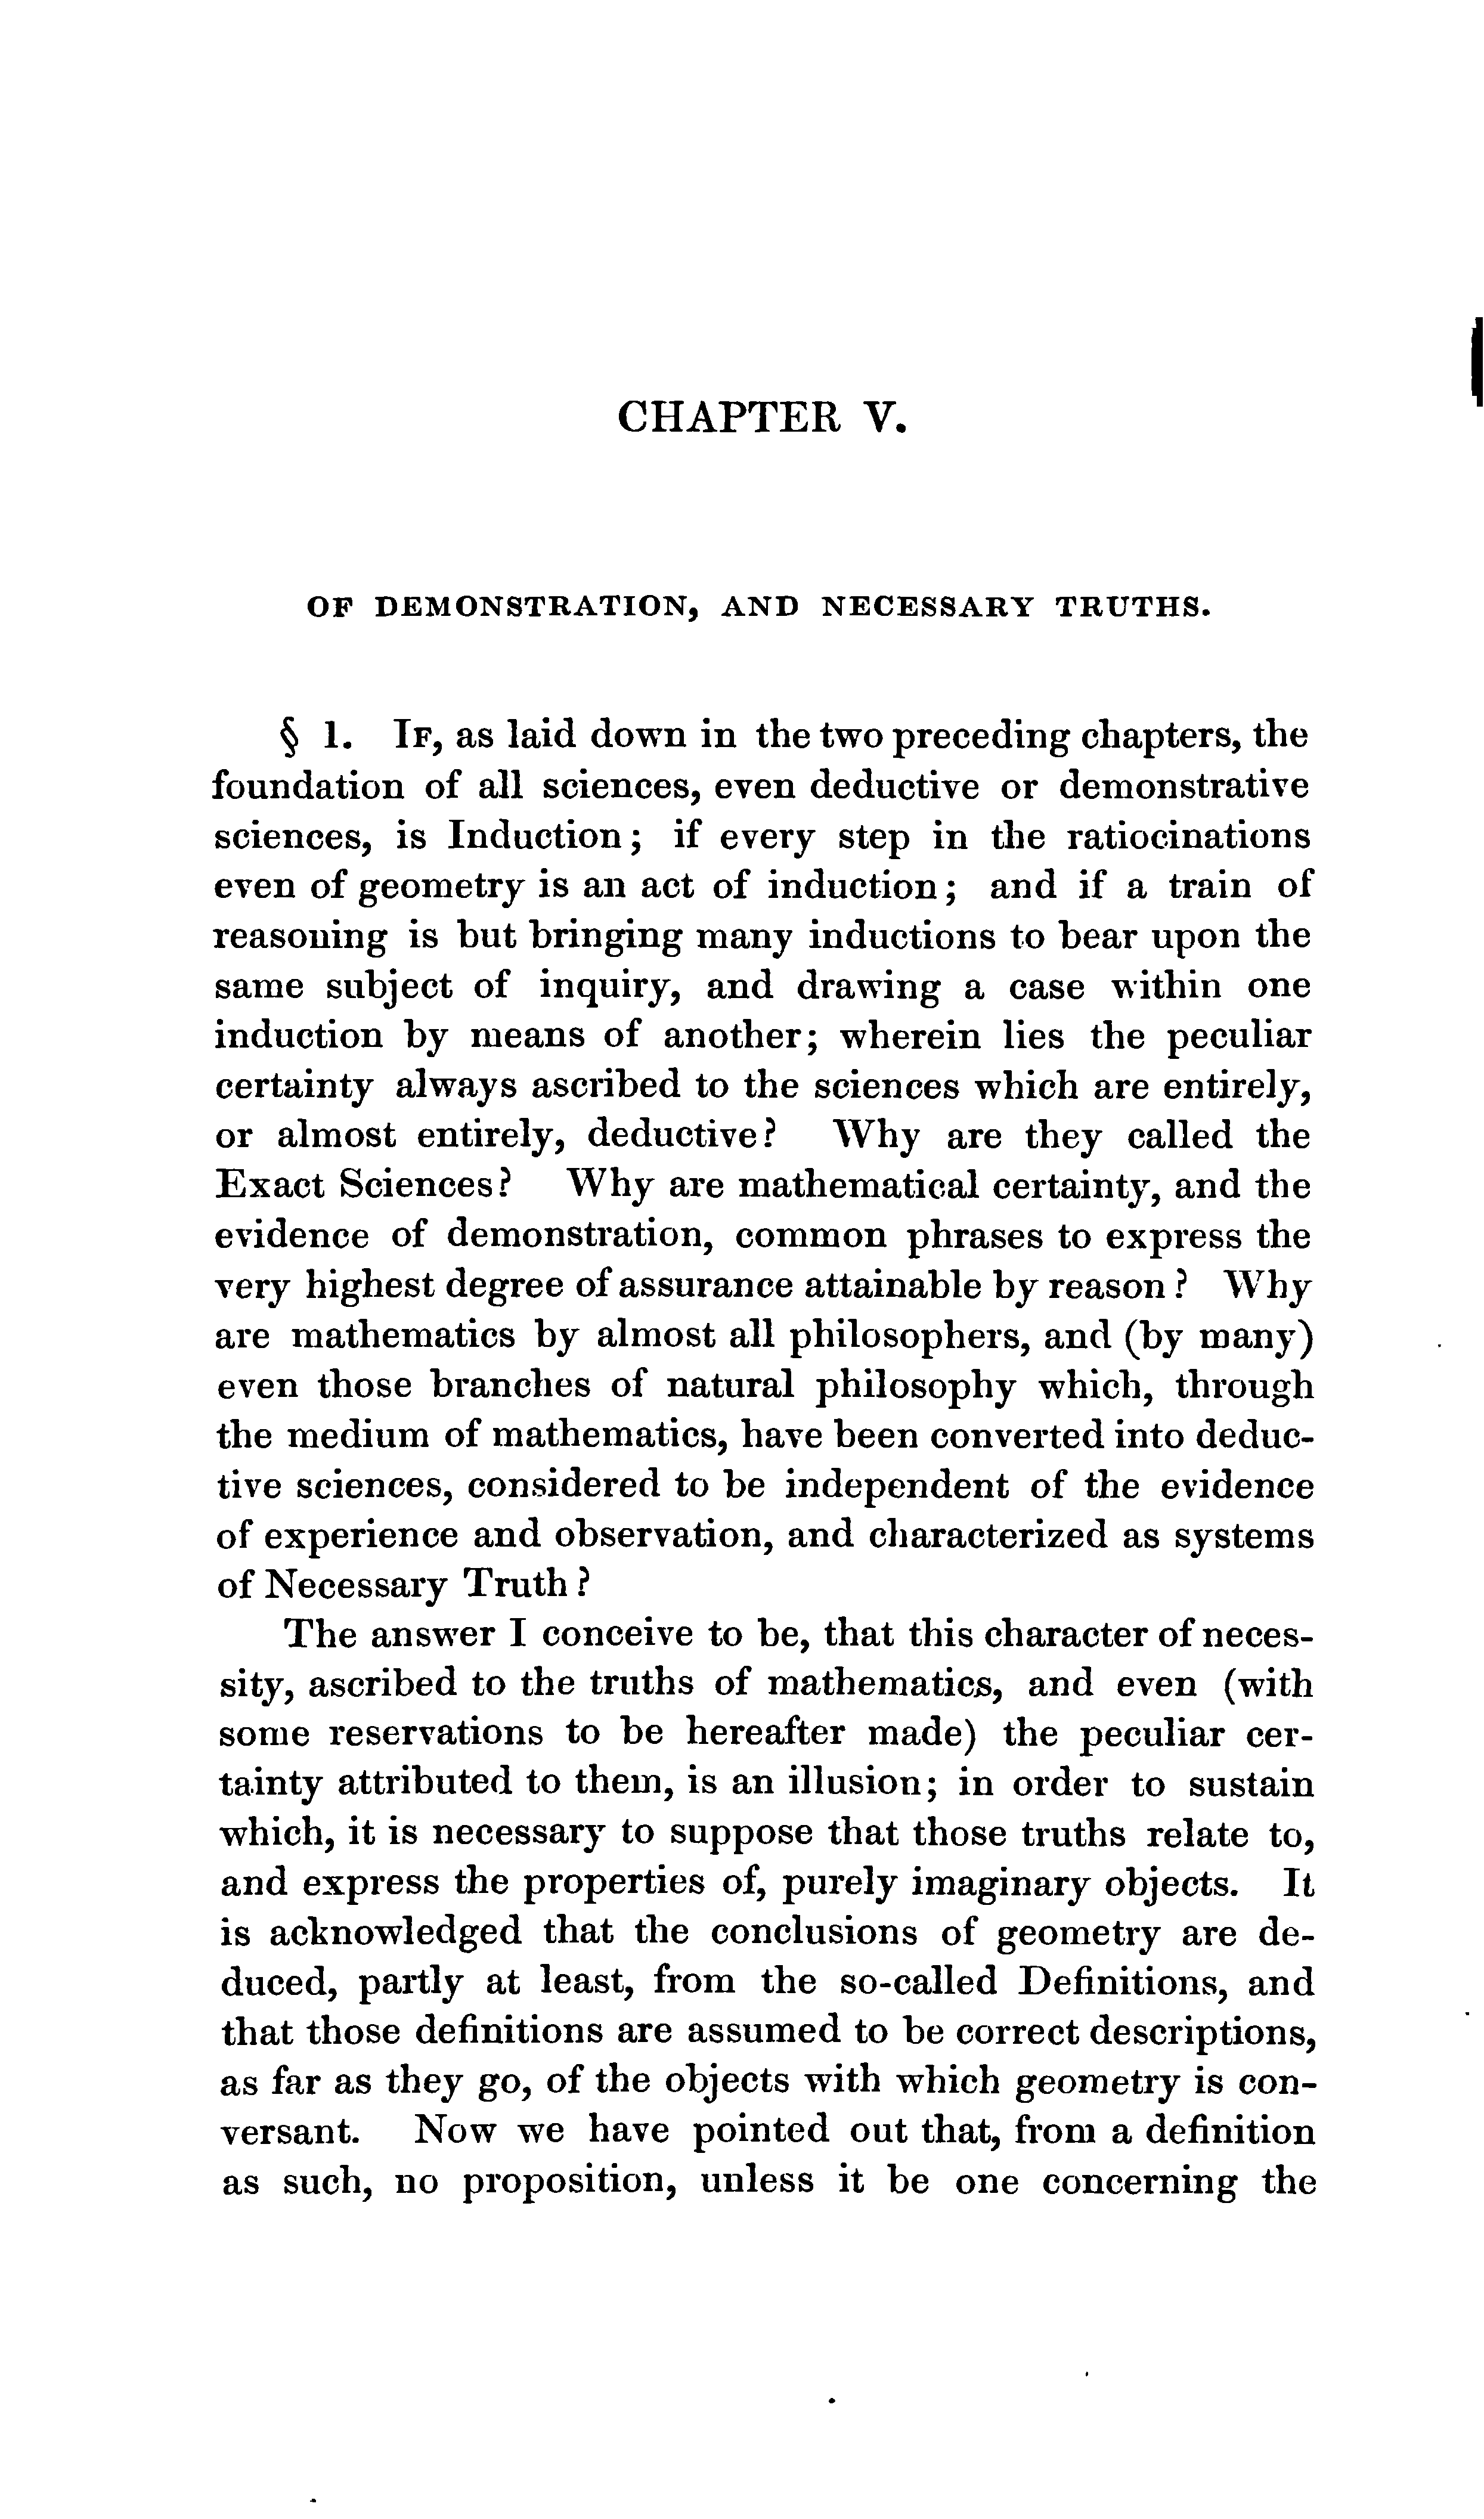 CHAPTER V.
OF DEMONSTRATION, AND NECESSARY TRUTHS.
§ 1. IF, as laid down in the two preceding chapters, the
foundation of all sciences, even deductive or demonstrative
sciences, is Induction; if every step in the ratiocinations
even of geometry is an act of induction; and if a train of
reasoning is but bringing many inductions to bear upon the
same subject of inquiry, and drawing a case within one
induction by means of another; wherein lies the peculiar
certainty always ascribed to the sciences which are entirely,
or almost entirely, deductive? Why are they called the
Exact Sciences? Why are mathematical certainty, and the
evidence of demonstration, common phrases to express the
very highest degree of assurance attainable by reason? Why
are mathematics by almost all philosophers, and (by many)
even those branches of natural philosophy which, through
the medium of mathematics, have been converted into deduc-
tive sciences, considered to be independent of the evidence
of experience and observation, and characterized as systems
of Necessary Truth?
The answer I conceive to be, that this character of neces-
sity, ascribed to the truths of mathematics, and even (with
some reservations to be hereafter made) the peculiar cer-
tainty attributed to them, is an illusion; in order to sustain
which, it is necessary to suppose that those truths relate to,
and express the properties of, purely imaginary objects. It
is acknowledged that the conclusions of geometry are de-
duced, partly at least, from the so-called Definitions, and
that those definitions are assumed to be correct descriptions,
as far as they go, of the objects with which geometry is con-
versant. Now we have pointed out that, from a definition
as such, no proposition, unless it be one concerning the